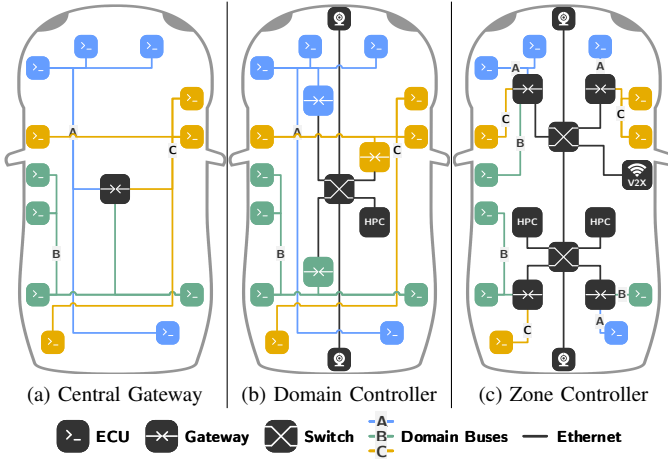 A
C
B
(a) Central Gateway
A
C
HPC
B
(b) Domain Controller
A
A
C
C
B
V2X
HPC
HPC
B
B
C
A
(c) Zone Controller
>_ ECU
Gateway
Switch
A
B
C
Domain Buses
Ethernet